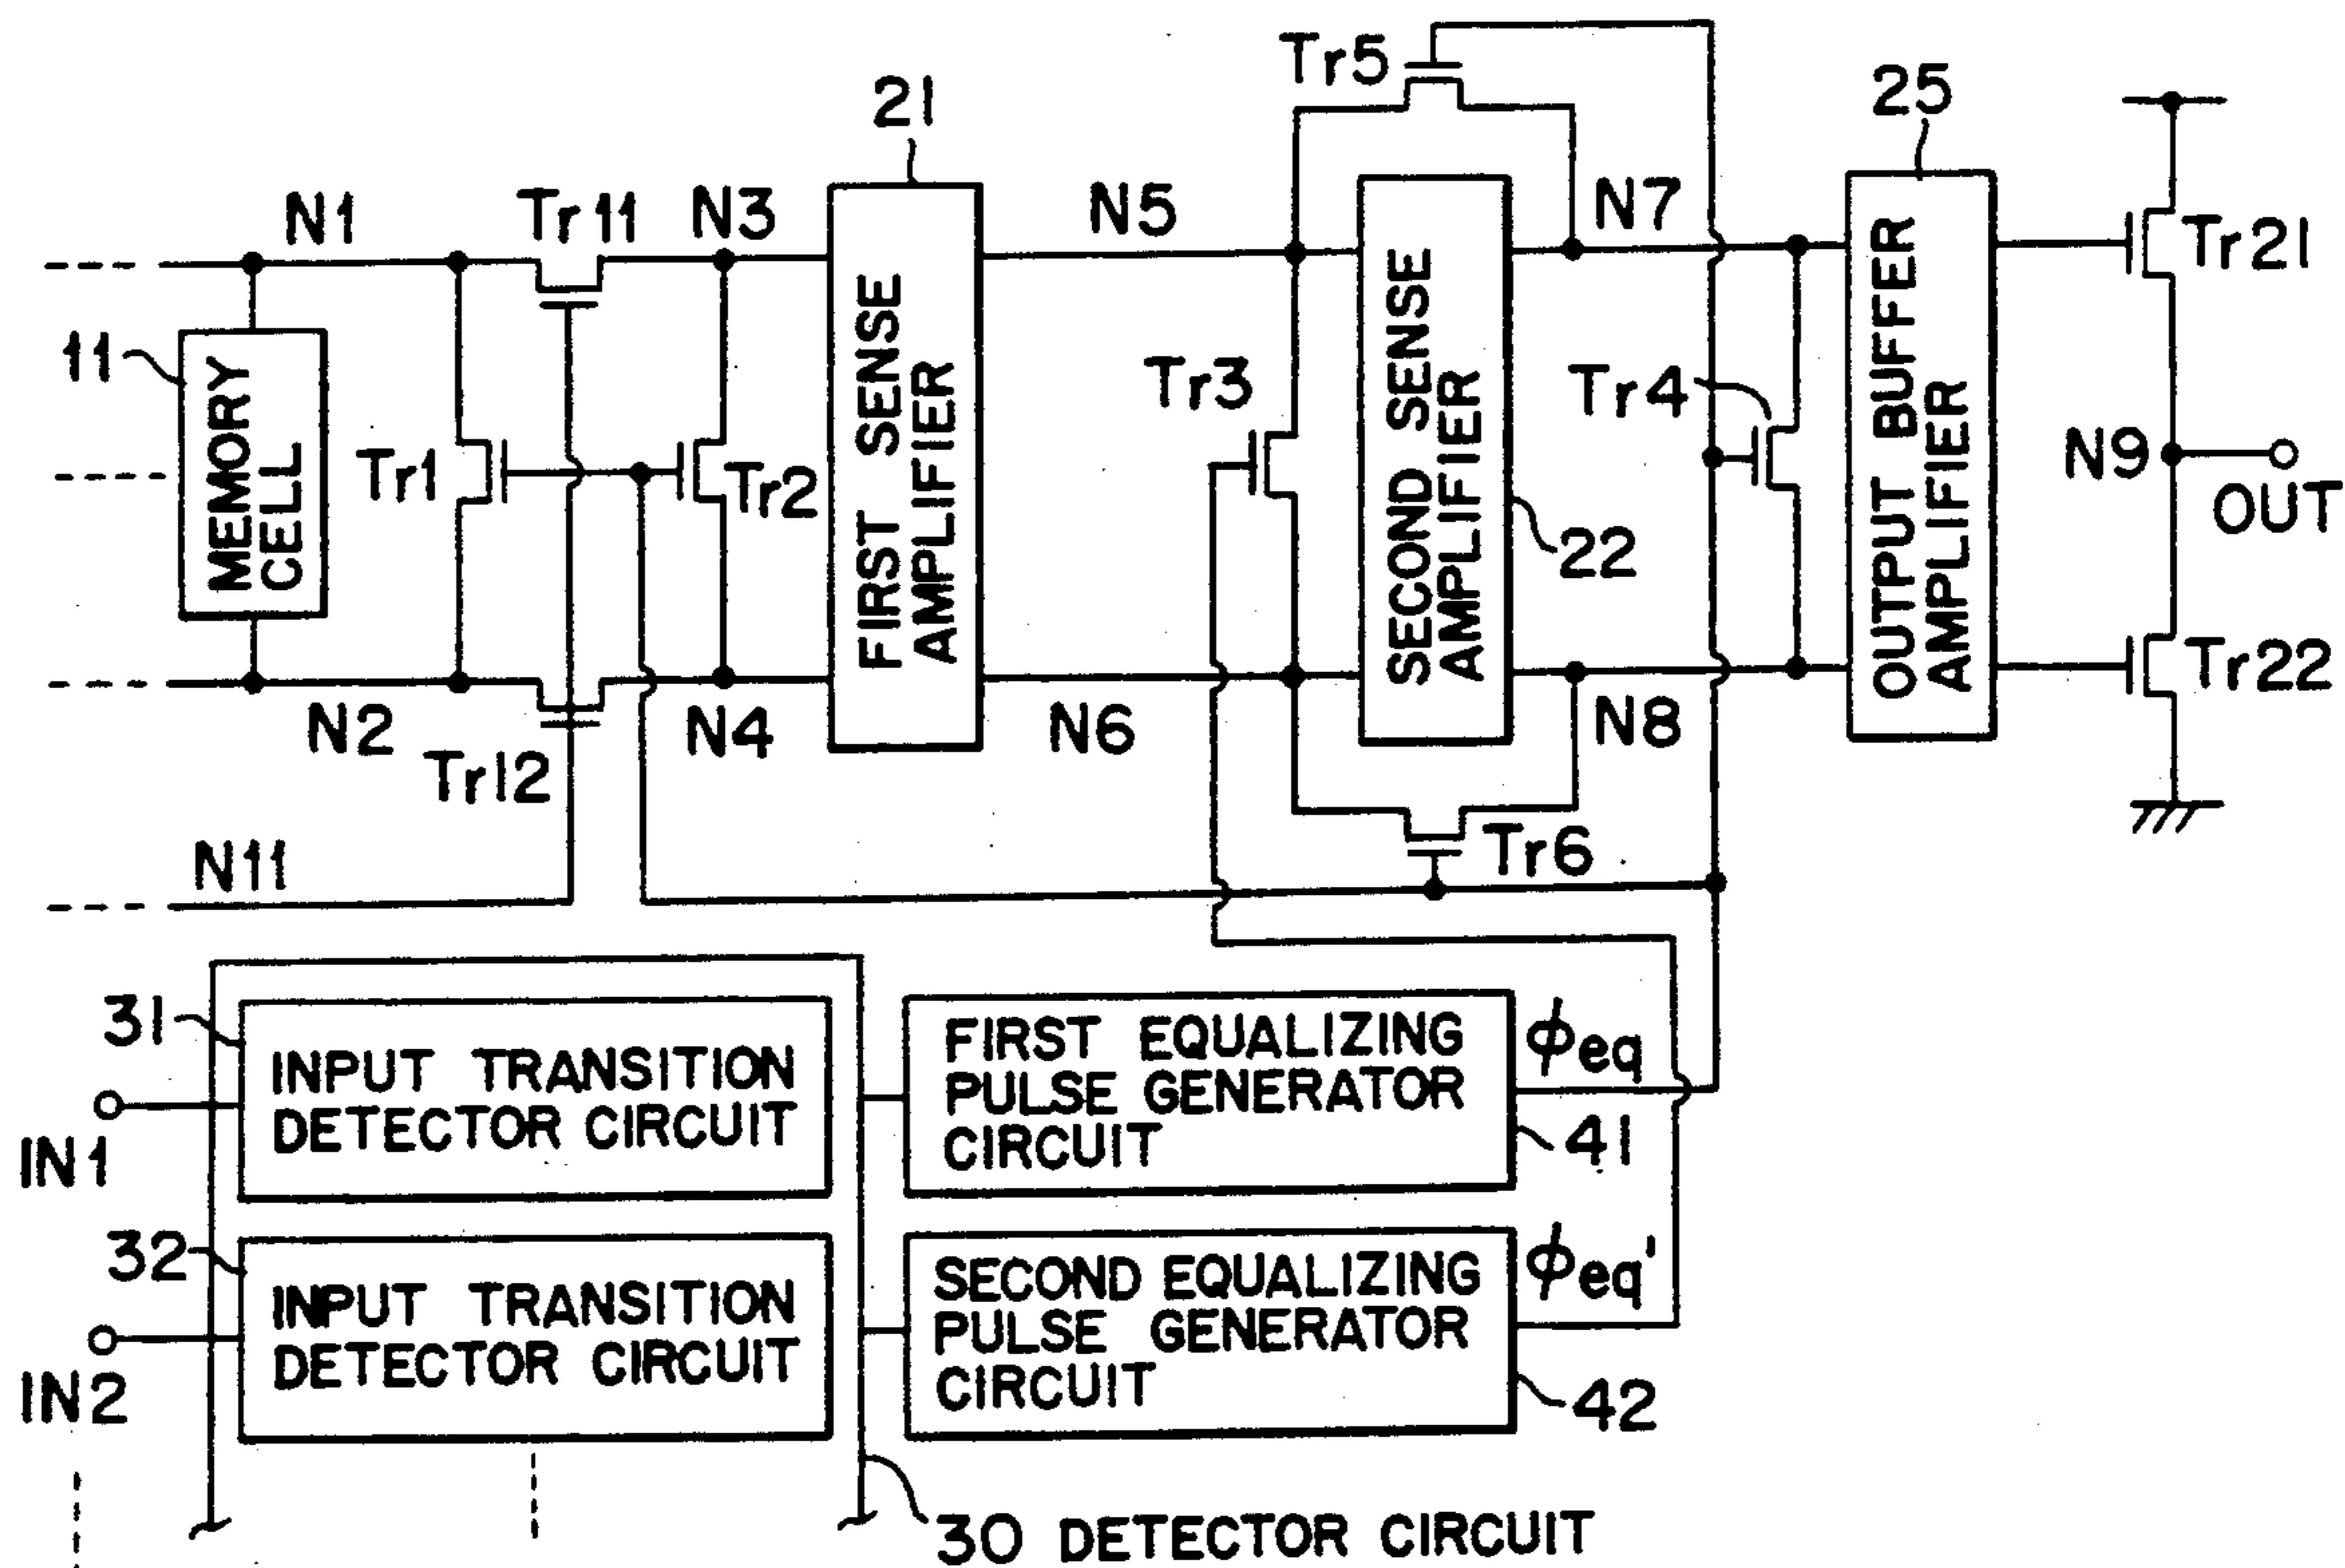 Tr5
21
25
N1
Tr11
N3
N5
N7
Tr21
11
MEMORY
CELL
Tr1
Tr2
FIRST SENSE
AMPLIFIER
Tr3
SECOND SENSE
AMPLIFIER
22
Tr4
OUTPUT BUFFER
AMPLIFIER
N9
OUT
N2
Tr12
N4
N6
N8
Tr22
N11
Tr6
31
INPUT TRANSITION
DETECTOR CIRCUIT
IN1
FIRST EQUALIZING
PULSE GENERATOR
CIRCUIT
ϕeq
41
32
INPUT TRANSITION
DETECTOR CIRCUIT
IN2
SECOND EQUALIZING
PULSE GENERATOR
CIRCUIT
ϕeq'
42
30 DETECTOR CIRCUIT